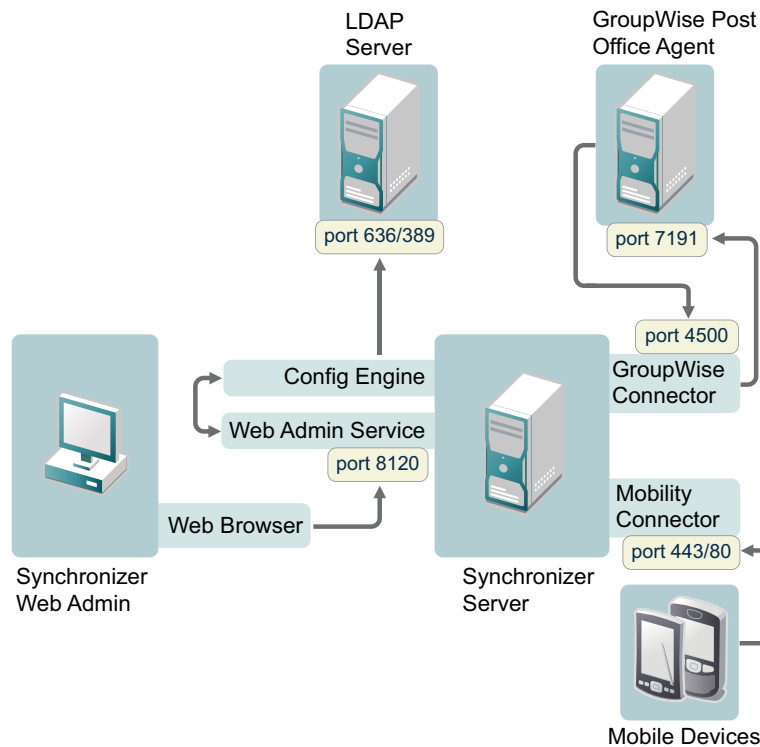 LDAP
Server
GroupWise Post
Office Agent
port 636/389
port 7191
port 4500
Config Engine
GroupWise
Connector
Web Admin Service
port 8120
Mobility
Connector
Web Browser
port 443/80
Synchronizer
Web Admin
Synchronizer
Server
Mobile Devices